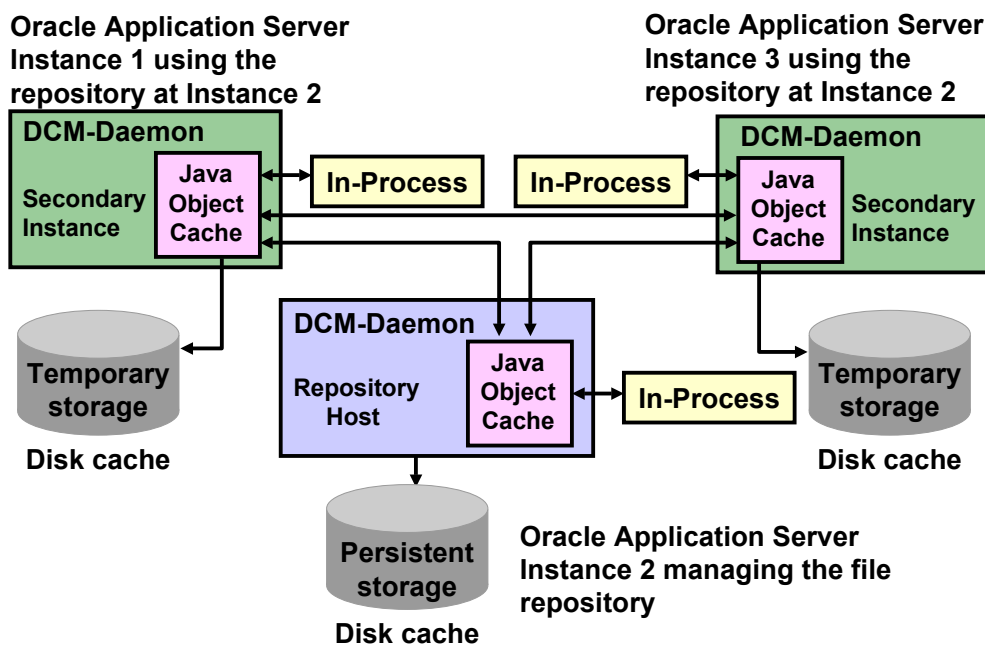 Oracle Application Server
Instance 1 using the
repository at Instance 2
Oracle Application Server
Instance 3 using the
repository at Instance 2
DCM-Daemon
Secondary
Instance
Java
Object
Cache
In-Process
In-Process
DCM-Daemon
Java
Object
Cache
Secondary
Instance
Temporary
storage
Disk cache
DCM-Daemon
Repository
Host
Java
Object
Cache
In-Process
Temporary
storage
Disk cache
Persistent
storage
Disk cache
Oracle Application Server
Instance 2 managing the file
repository